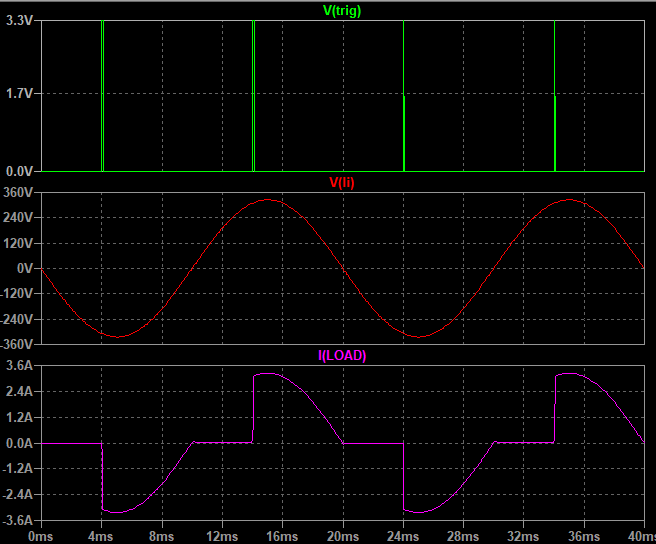 V(trig)
3.3V
1.7V
0.0V
V(li)
360V
240V
120V
0V
-120V
-240V
-360V
I(LOAD)
3.6A
2.4A
1.2A
0.0A
-1.2A
-2.4A
-3.6A
0ms 4ms 8ms 12ms 16ms 20ms 24ms 28ms 32ms 36ms 40ms